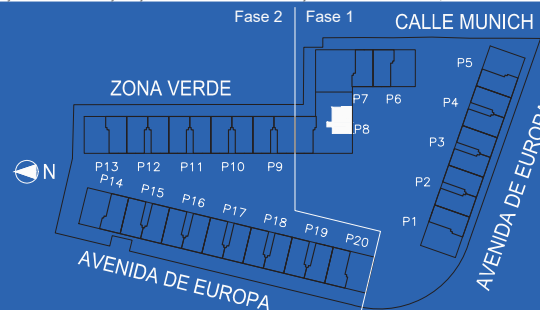 Fase 2
Fase 1
CALLE MUNICH
ZONA VERDE
P5
P7
P6
P4
P8
P3
P13
P12
P11
P10
P9
N
P2
P14
P15
P16
P17
P18
P19
P20
P1
AVENIDA DE EUROPA
AVENIDA DE EUROPA